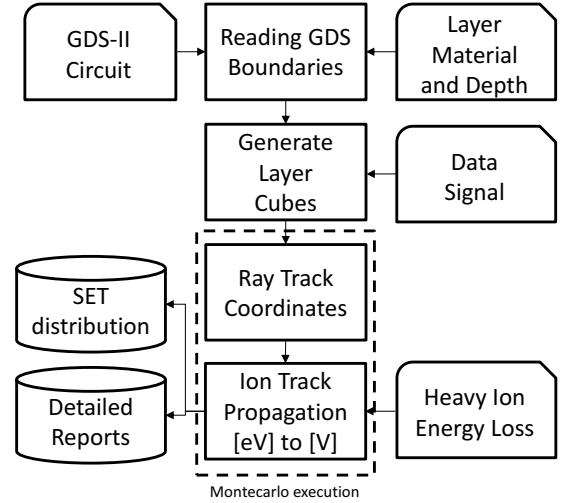 GDS-II
Circuit
Reading GDS
Boundaries
Layer
Material
and Depth
Generate
Layer
Cubes
Data
Signal
Ray Track
Coordinates
SET
distribution
Ion Track
Propagation
[eV] to [V]
Detailed
Reports
Heavy Ion
Energy Loss
Montecarlo execution